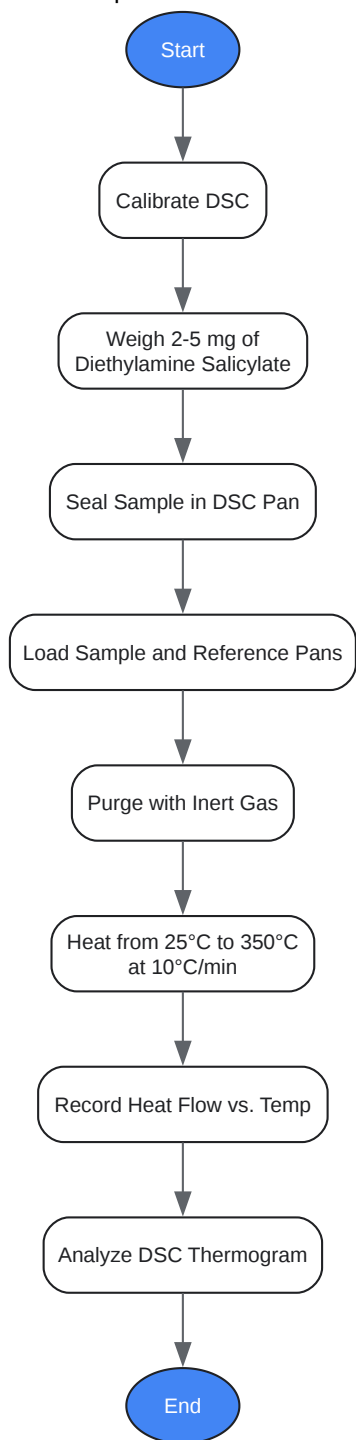 Start
Calibrate DSC
Weigh 2-5 mg of
Diethylamine Salicylate
Seal Sample in DSC Pan
Load Sample and Reference Pans
Purge with Inert Gas
Heat from 25°C to 350°C
at 10°C/min
Record Heat Flow vs. Temp
Analyze DSC Thermogram
End